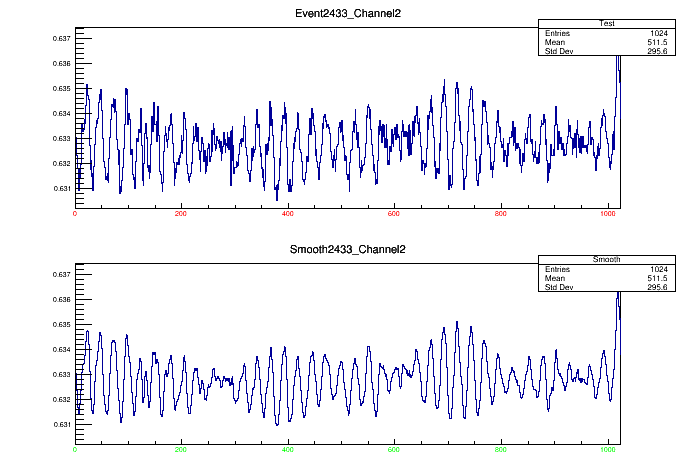 Event2433_Channel2
Test
Entries 1024
Mean 511.5
Std Dev 295.6
0.637
0.636
0.635
0.634
0.633
0.632
0.631
0 200 400 600 800 1000
Smooth2433_Channel2
Smooth
Entries 1024
Mean 511.5
Std Dev 295.6
0.637
0.636
0.635
0.634
0.633
0.632
0.631
0 200 400 600 800 1000